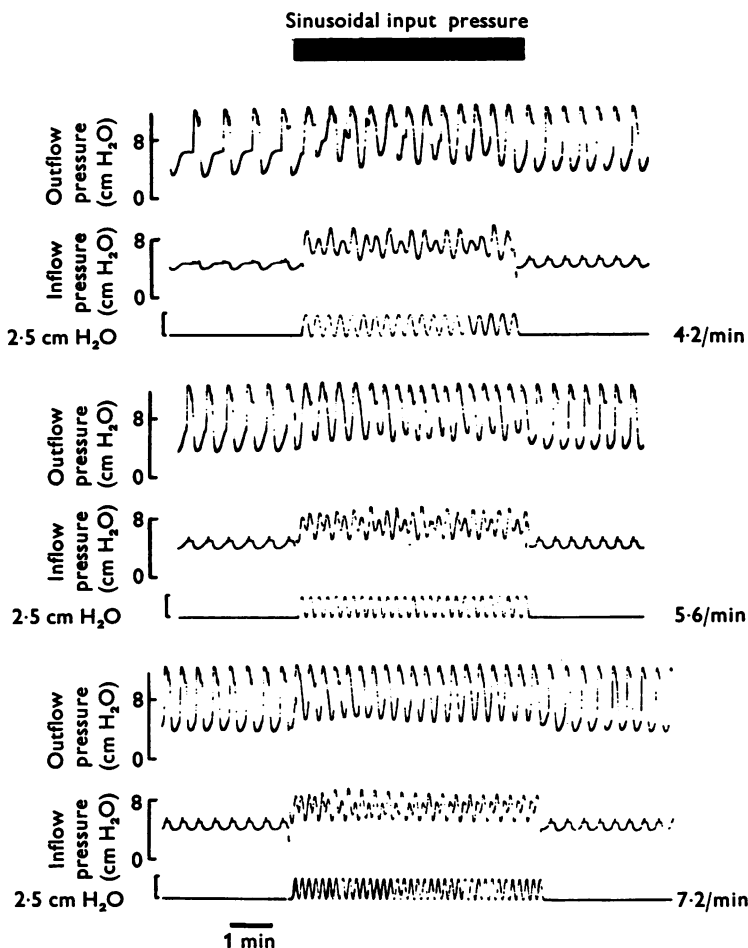 Sinusoidal input pressure
Outflow
pressure
(cm H₂O)
8
0
Inflow
pressure
(cm H₂O)
8
0
2·5 cm H₂O
4·2/min
Outflow
pressure
(cm H₂O)
8
0
Inflow
pressure
(cm H₂O)
8
0
2·5 cm H₂O
5·6/min
Outflow
pressure
(cm H₂O)
8
0
Inflow
pressure
(cm H₂O)
8
0
2·5 cm H₂O
7·2/min
1 min